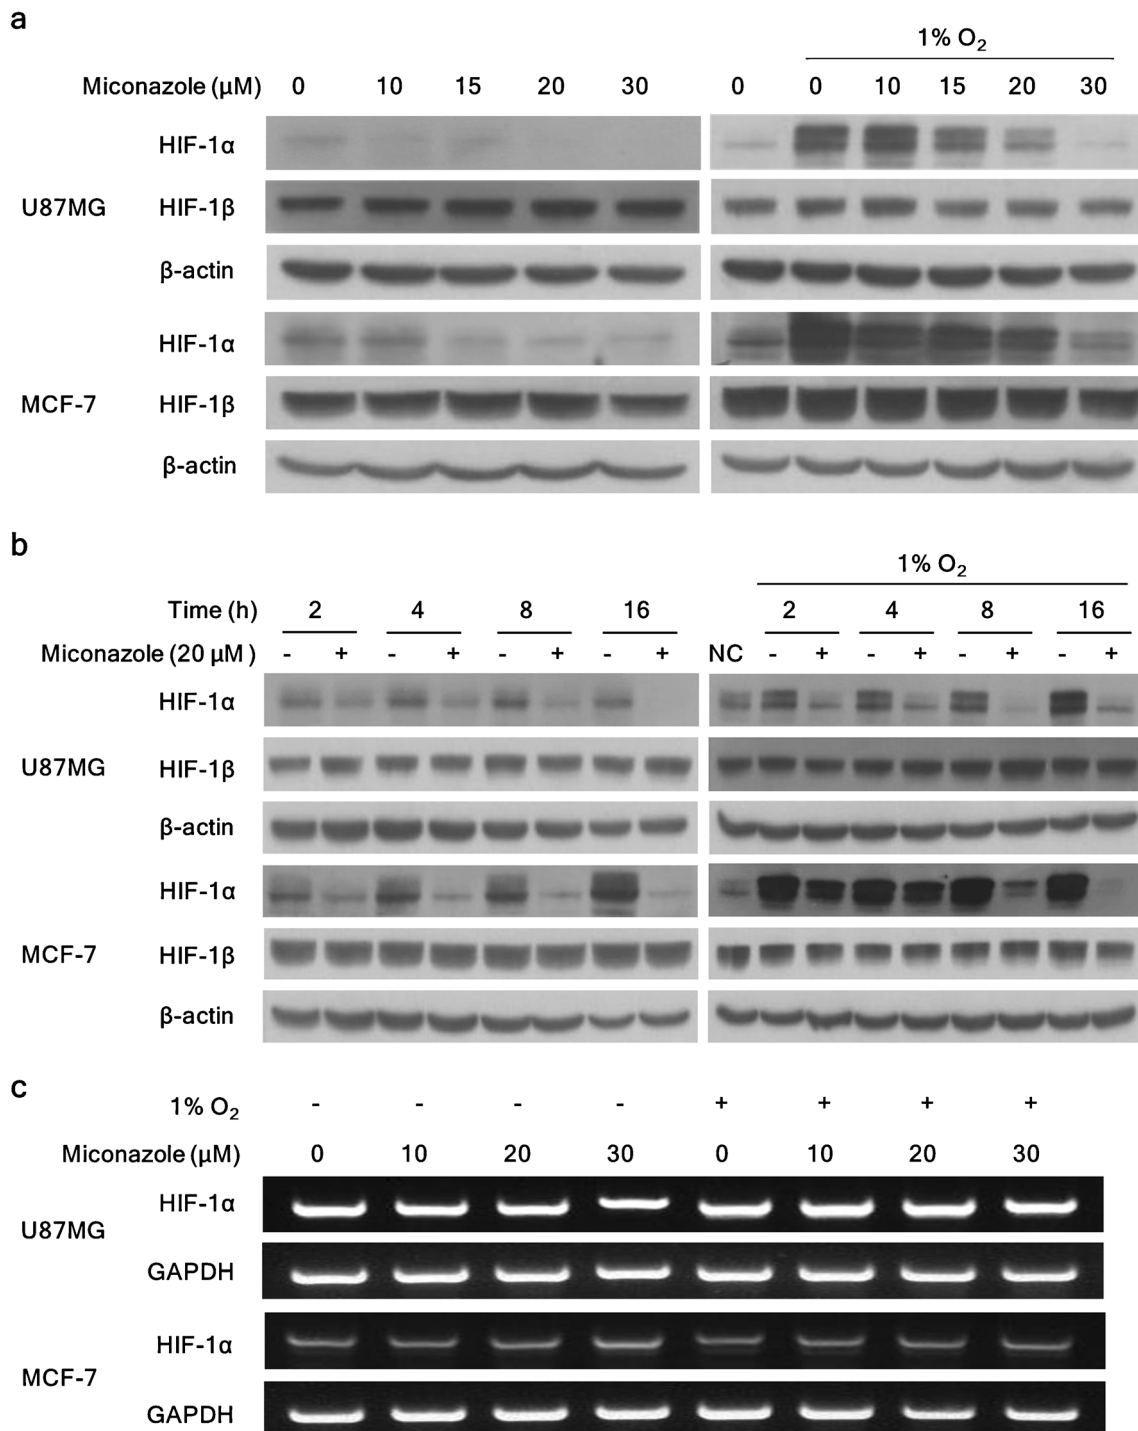 a
1% O₂
Miconazole (µM) 0 10 15 20 30 0 0 10 15 20 30
HIF-1α
U87MG HIF-1β
β-actin
HIF-1α
MCF-7 HIF-1β
β-actin
b
1% O₂
Time (h) 2 4 8 16 2 4 8 16
Miconazole (20 µM) - + - + - + - + NC - + - + - + - +
HIF-1α
U87MG HIF-1β
β-actin
HIF-1α
MCF-7 HIF-1β
β-actin
c
1% O₂ - - - - + + + +
Miconazole (µM) 0 10 20 30 0 10 20 30
HIF-1α
U87MG
GAPDH
HIF-1α
MCF-7
GAPDH